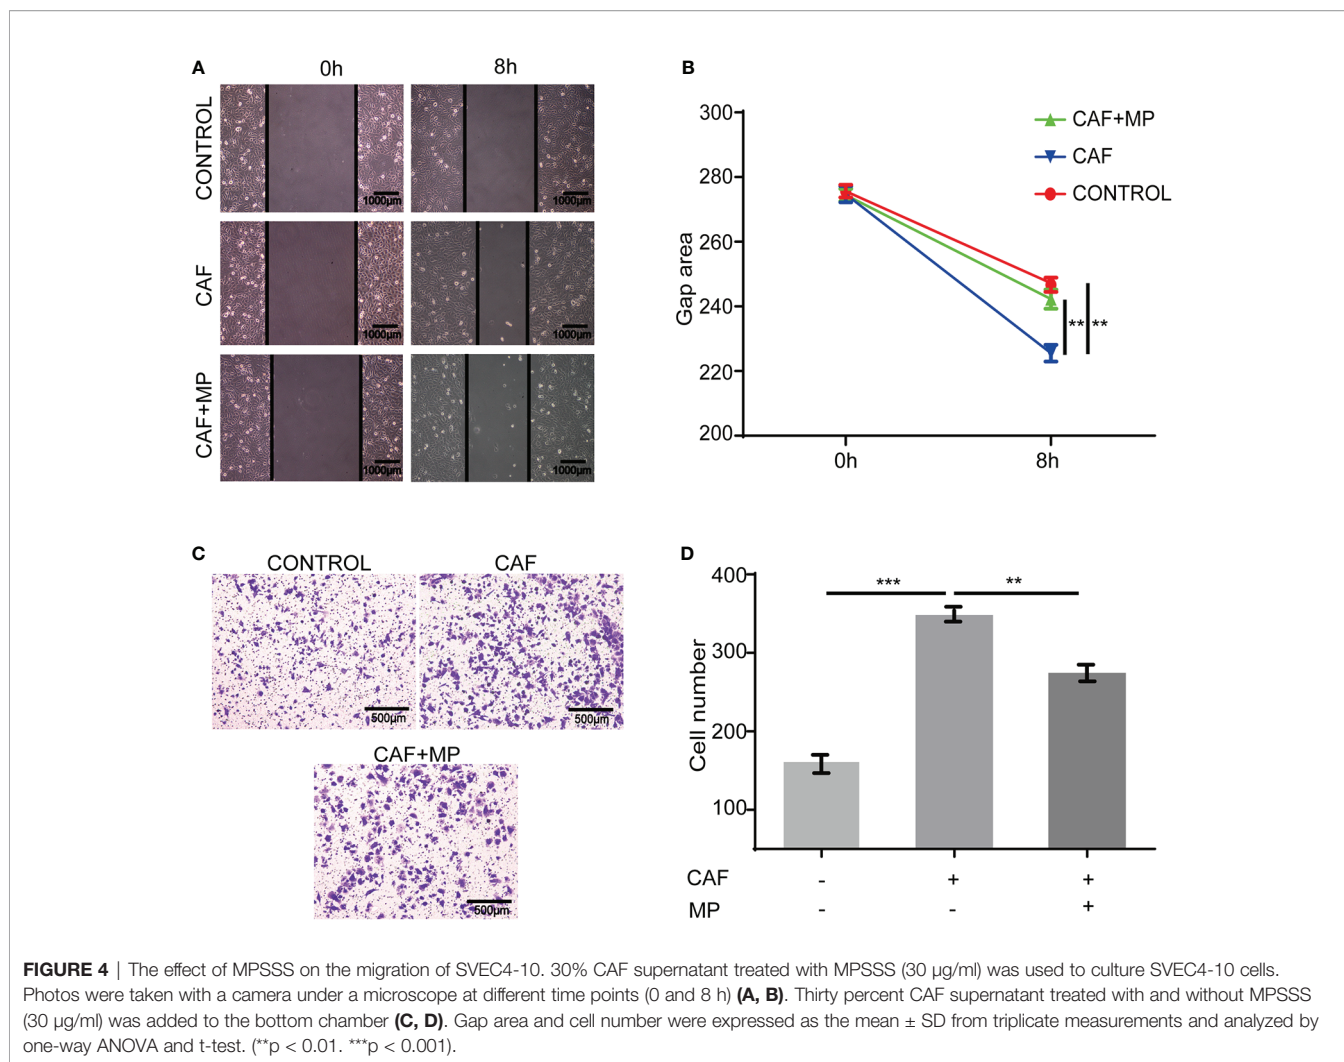 A
0h
8h
CONTROL
1000µm
1000µm
CAF
1000µm
1000µm
CAF+MP
1000µm
1000µm
B
300
280
260
240
220
200
Gap area
0h
8h
CAF+MP
CAF
CONTROL
**
**
C
CONTROL
CAF
500µm
500µm
CAF+MP
500µm
D
400
300
200
100
Cell number
***
**
CAF - + +
MP - - +
FIGURE 4 | The effect of MPSSS on the migration of SVEC4-10. 30% CAF supernatant treated with MPSSS (30 µg/ml) was used to culture SVEC4-10 cells.
Photos were taken with a camera under a microscope at different time points (0 and 8 h) (A, B). Thirty percent CAF supernatant treated with and without MPSSS
(30 µg/ml) was added to the bottom chamber (C, D). Gap area and cell number were expressed as the mean ± SD from triplicate measurements and analyzed by
one-way ANOVA and t-test. (**p < 0.01. ***p < 0.001).